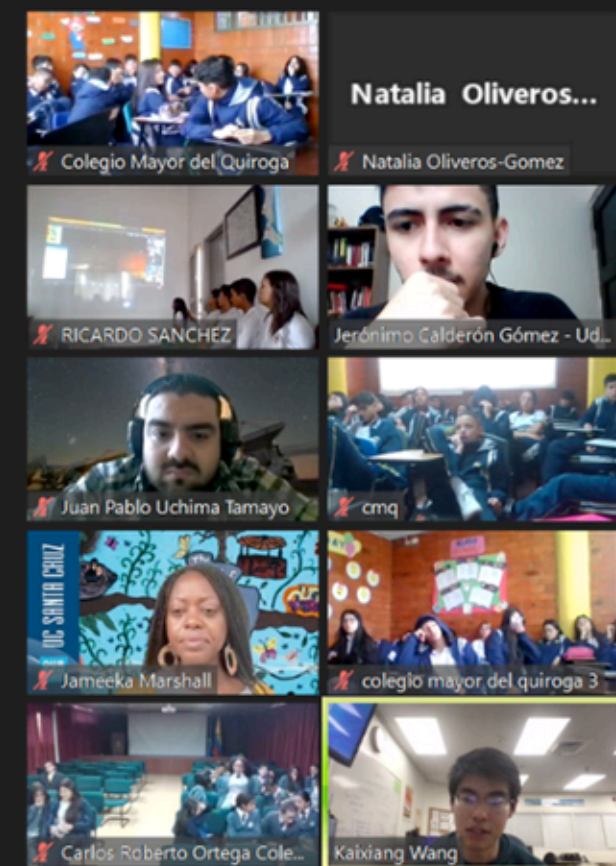 Colegio Mayor del Quiroga
Natalia Oliveros...
Natalia Oliveros-Gomez
RICARDO SANCHEZ
Jerónimo Calderón Gómez - Ud...
Juan Pablo Uchima Tamayo
cmq
UC SANTA CRUZ
Jameeka Marshall
colegio mayor del quiroga 3
Carlos Roberto Ortega Cole...
Kaixiang Wang